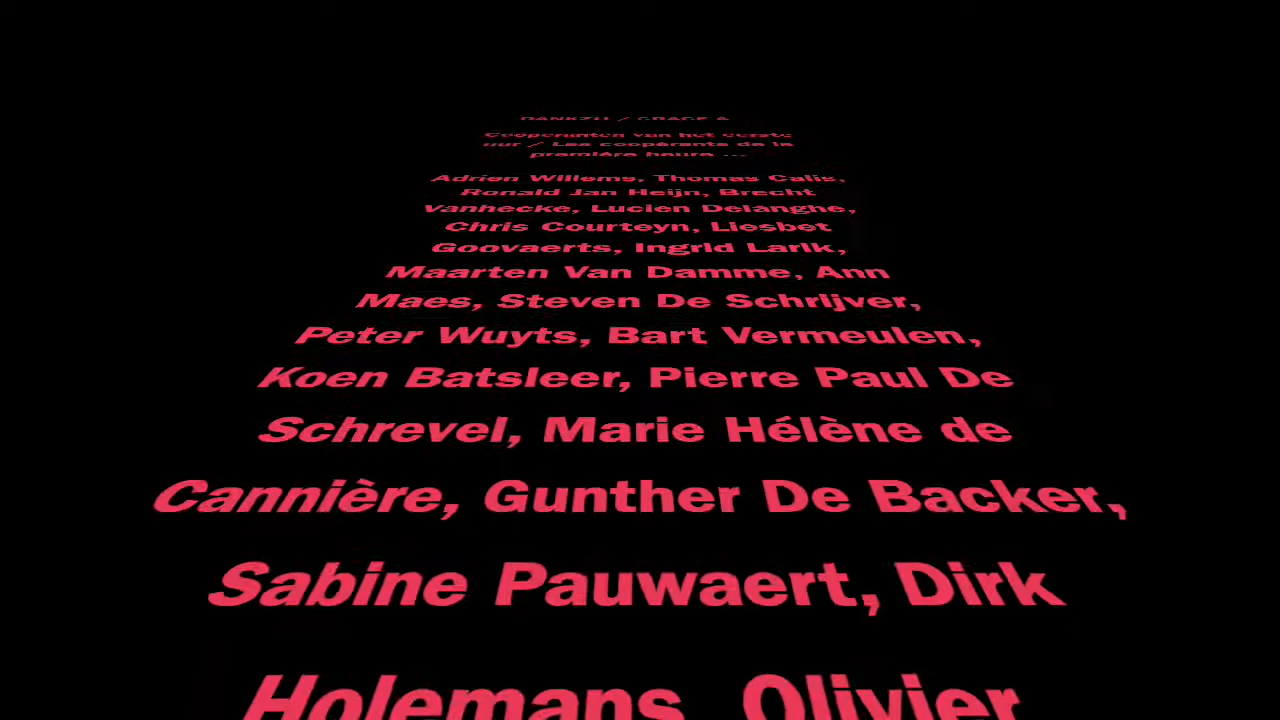 DANKZIJ / GRACE À
Coöperanten van het eerste
uur / Les coopérants de la
première heure ...
Adrien Willems, Thomas Calis,
Ronald Jan Heijn, Brecht
Vanhecke, Lucien Delanghe,
Chris Courteyn, Liesbet
Goovaerts, Ingrid Larik,
Maarten Van Damme, Ann
Maes, Steven De Schrijver,
Peter Wuyts, Bart Vermeulen,
Koen Batsleer, Pierre Paul De
Schrevel, Marie Hélène de
Cannière, Gunther De Backer,
Sabine Pauwaert, Dirk
Holemans, Olivier